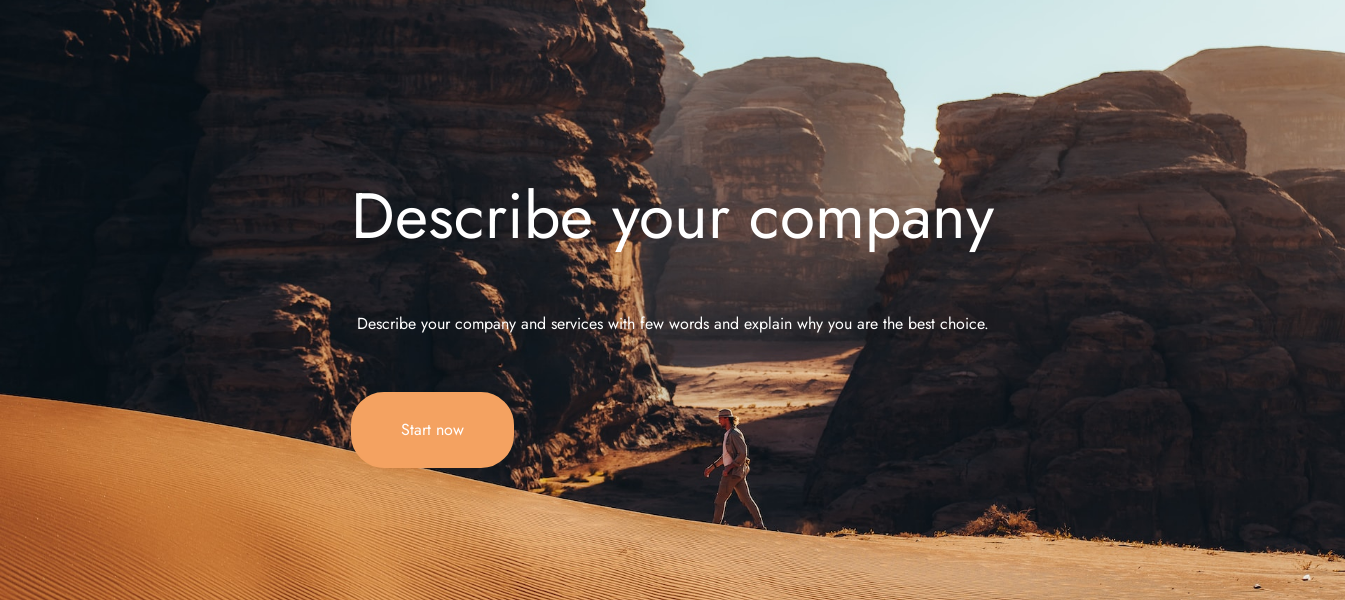 Describe your company
Describe your company and services with few words and explain why you are the best choice.
Start now